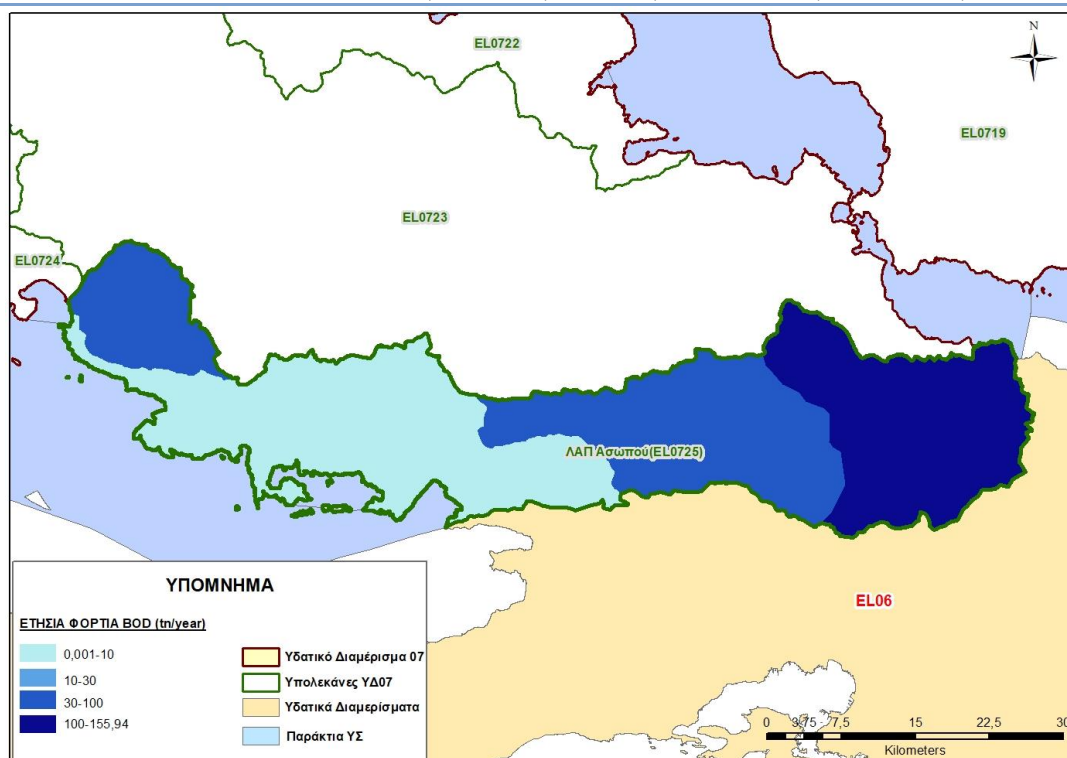 EL0722
N
EL0719
EL0723
EL0724
ΛΑΠ Ασωπού(EL0725)
EL06
ΥΠΟΜΝΗΜΑ
ΕΤΗΣΙΑ ΦΟΡΤΙΑ BOD (tn/year)
0,001-10
10-30
30-100
100-155,94
Υδατικό Διαμέρισμα 07
Υπολεκάνες ΥΔ07
Υδατικά Διαμερίσματα
Παράκτια ΥΣ
0 3,75 7,5 15 22,5 30
Kilometers